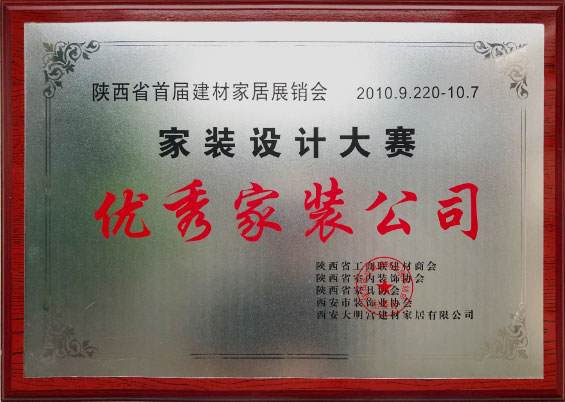 陕西省首届建材家居展销会 2010.9.220-10.7
家装设计大赛
优秀家装公司
陕西省工商联建材商会
陕西省室内装饰协会
陕西省家具协会
西安市装饰业协会
西安大明宫建材家居有限公司